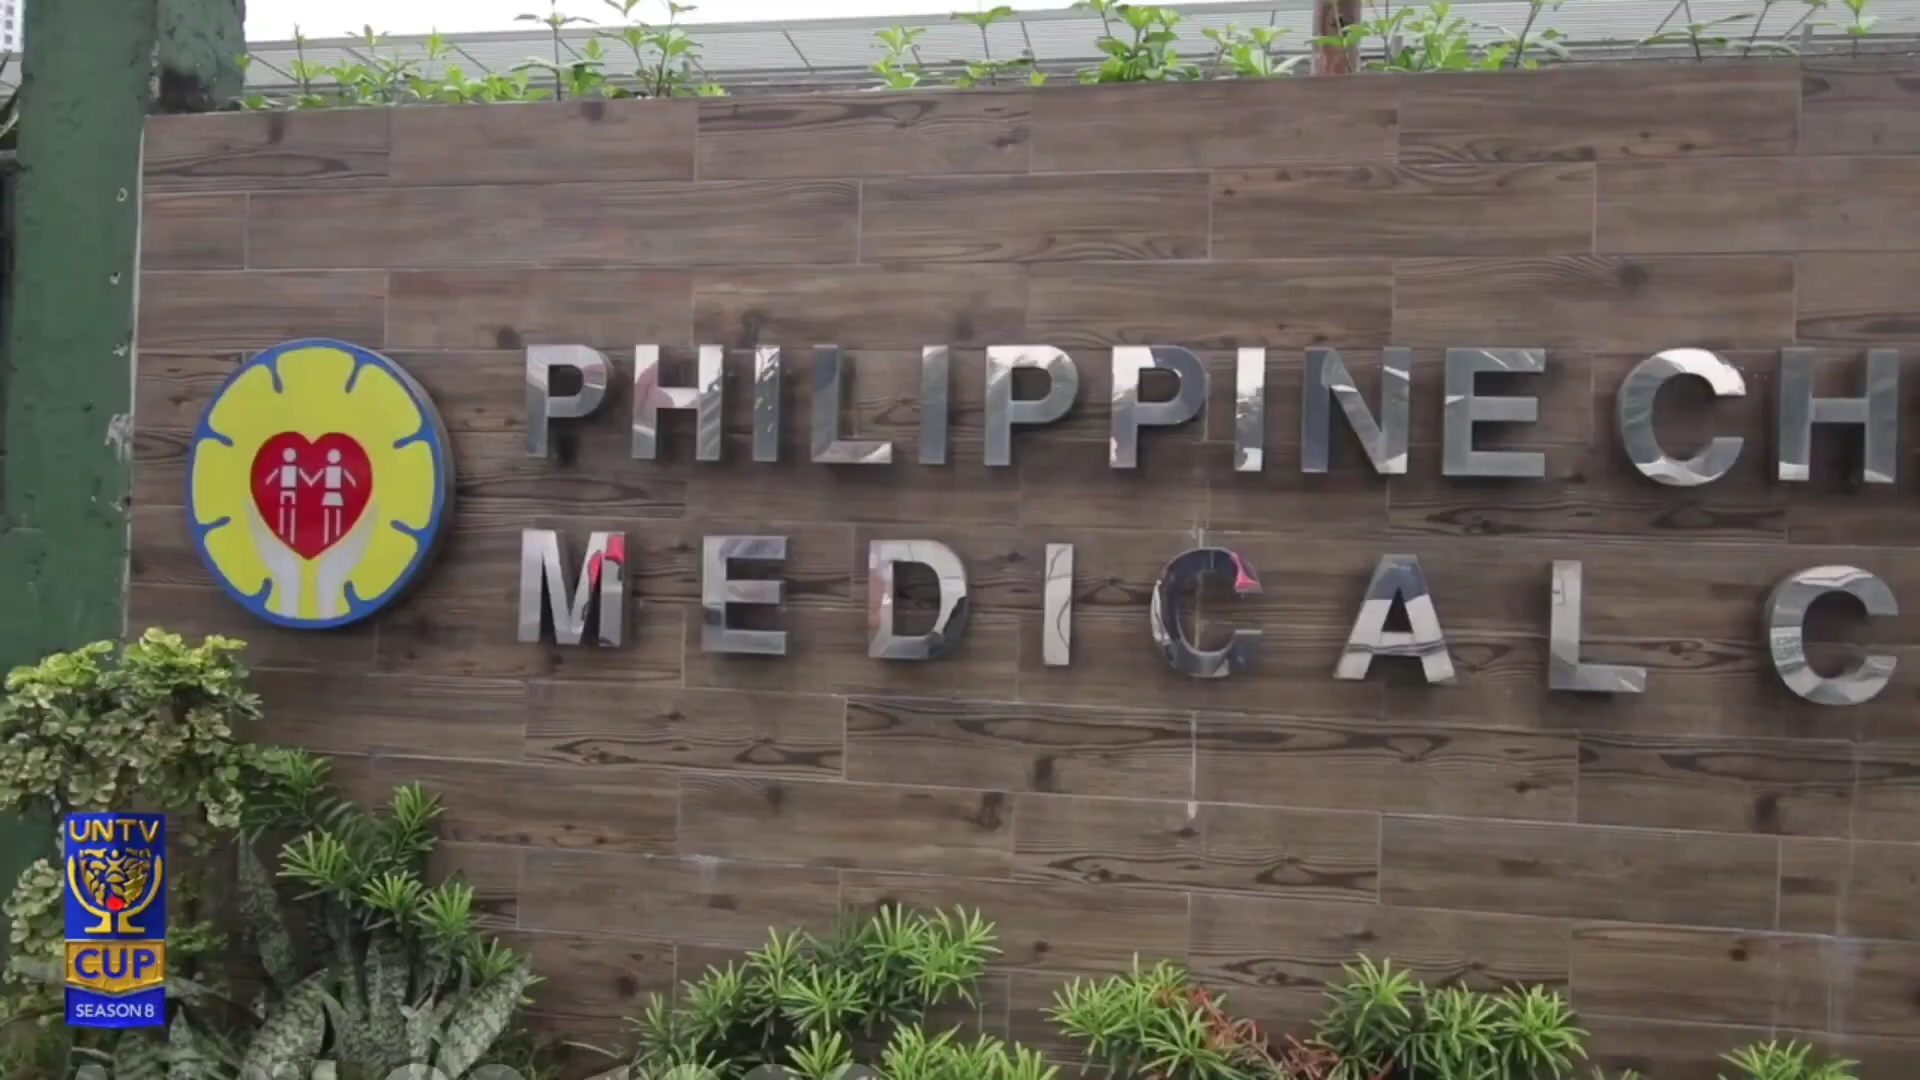 PHILIPPINE CH
MEDICAL C
UNTV
CUP
SEASON 8